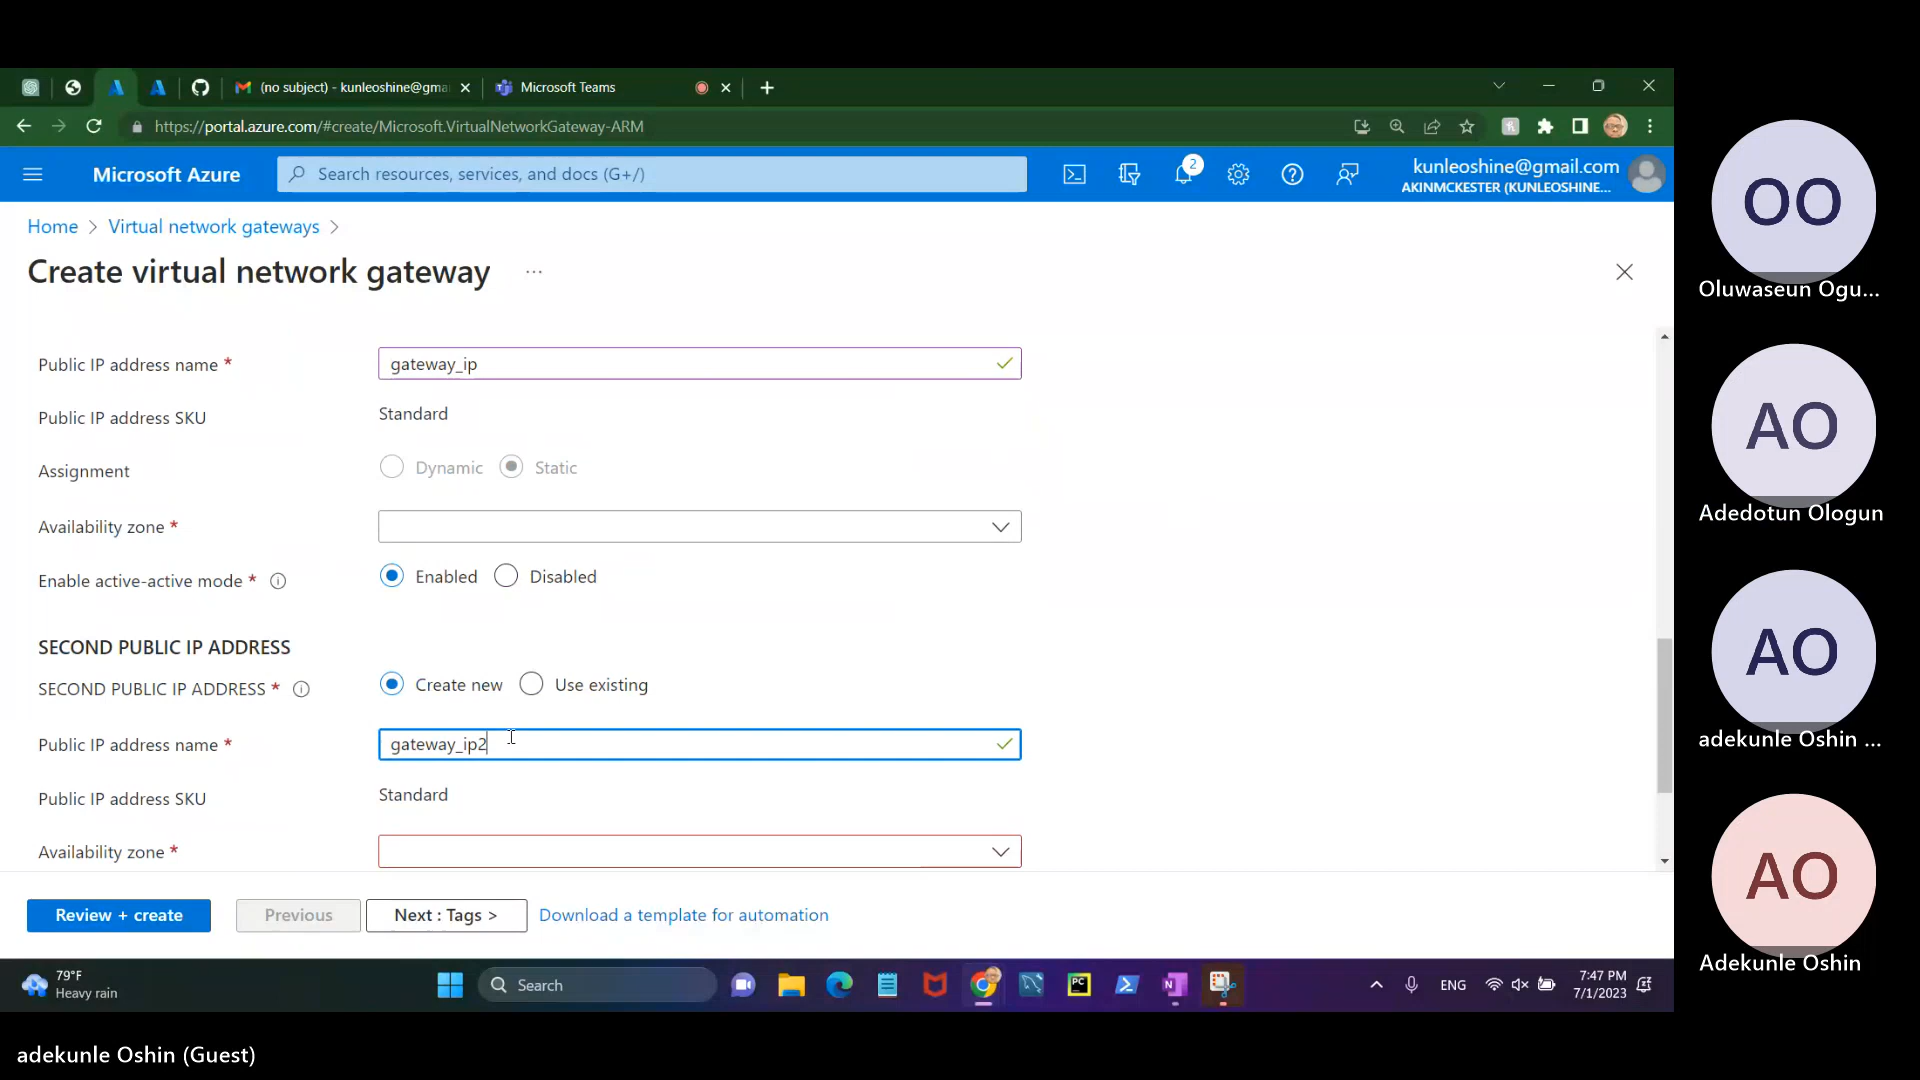 (no subject) - kunleoshine@gma
Microsoft Teams
https://portal.azure.com/#create/Microsoft.VirtualNetworkGateway-ARM
Microsoft Azure
Search resources, services, and docs (G+/)
2
kunleoshine@gmail.com
AKINMCKESTER (KUNLEOSHINE...
Home > Virtual network gateways >
Create virtual network gateway ...
Public IP address name *
gateway_ip
Public IP address SKU
Standard
Assignment
Dynamic
Static
Availability zone *
Enable active-active mode *
Enabled
Disabled
SECOND PUBLIC IP ADDRESS
SECOND PUBLIC IP ADDRESS *
Create new
Use existing
Public IP address name *
gateway_ip2
Public IP address SKU
Standard
Availability zone *
Review + create
Previous
Next : Tags >
Download a template for automation
79°F
Heavy rain
Search
PC
N
ENG
7:47 PM
7/1/2023
OO
Oluwaseun Ogu...
AO
Adedotun Ologun
AO
adekunle Oshin ...
AO
Adekunle Oshin
adekunle Oshin (Guest)